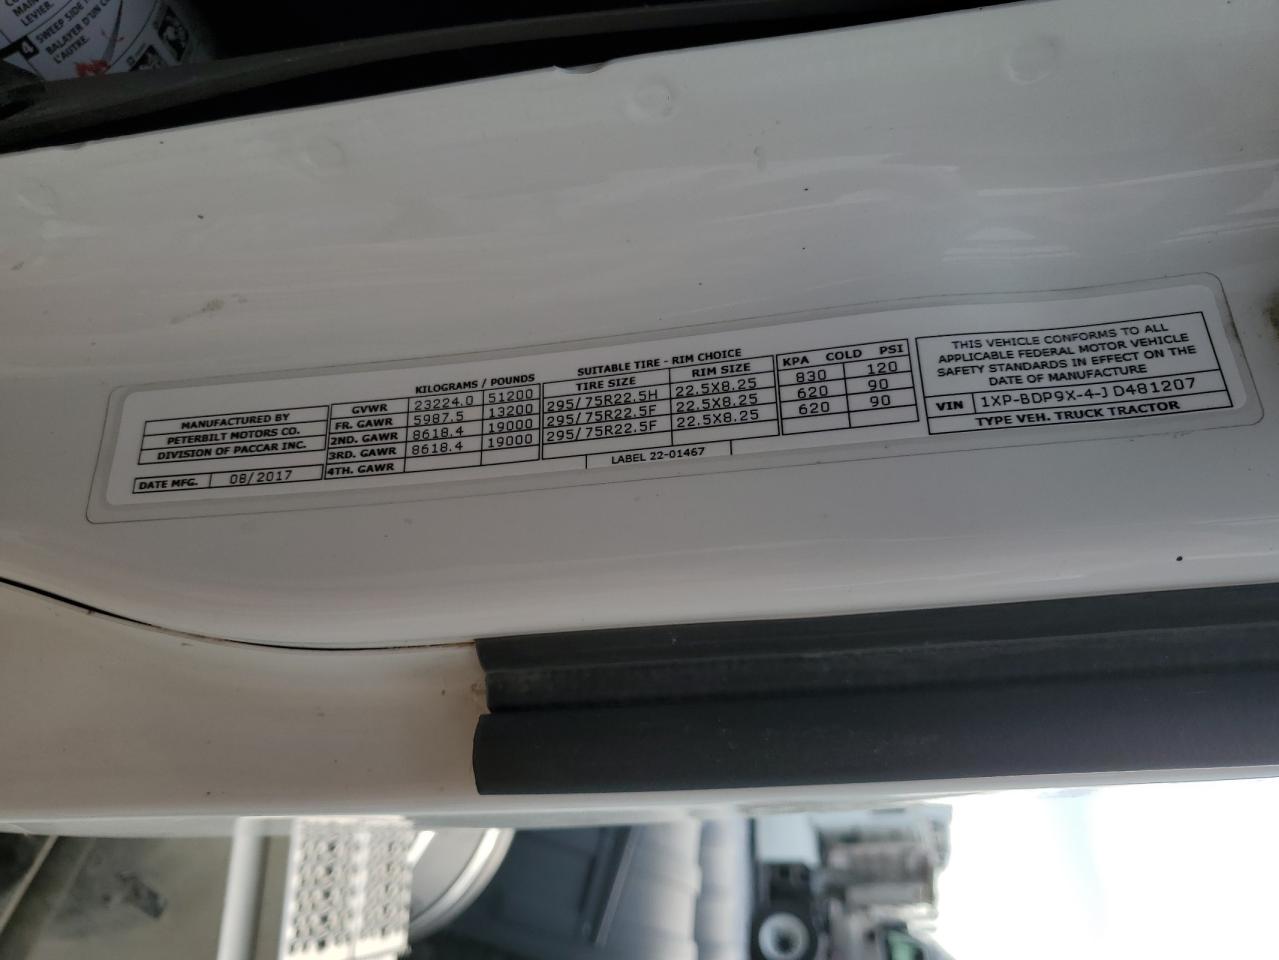 LEVIER.
4 SWEEP SIDE
BALAYER D'UN
L'AUTRE.
MANUFACTURED BY
PETERBILT MOTORS CO.
DIVISION OF PACCAR INC.
DATE MFG. 08/2017
KILOGRAMS / POUNDS
GVWR 23224.0 51200
FR. GAWR 5987.5 13200
2ND. GAWR 8618.4 19000
3RD. GAWR 8618.4 19000
4TH. GAWR
SUITABLE TIRE - RIM CHOICE
TIRE SIZE RIM SIZE
295/75R22.5H 22.5X8.25
295/75R22.5F 22.5X8.25
295/75R22.5F 22.5X8.25
LABEL 22-01467
KPA COLD PSI
830 120
620 90
620 90
THIS VEHICLE CONFORMS TO ALL
APPLICABLE FEDERAL MOTOR VEHICLE
SAFETY STANDARDS IN EFFECT ON THE
DATE OF MANUFACTURE
VIN 1XP-BDP9X-4-JD481207
TYPE VEH. TRUCK TRACTOR